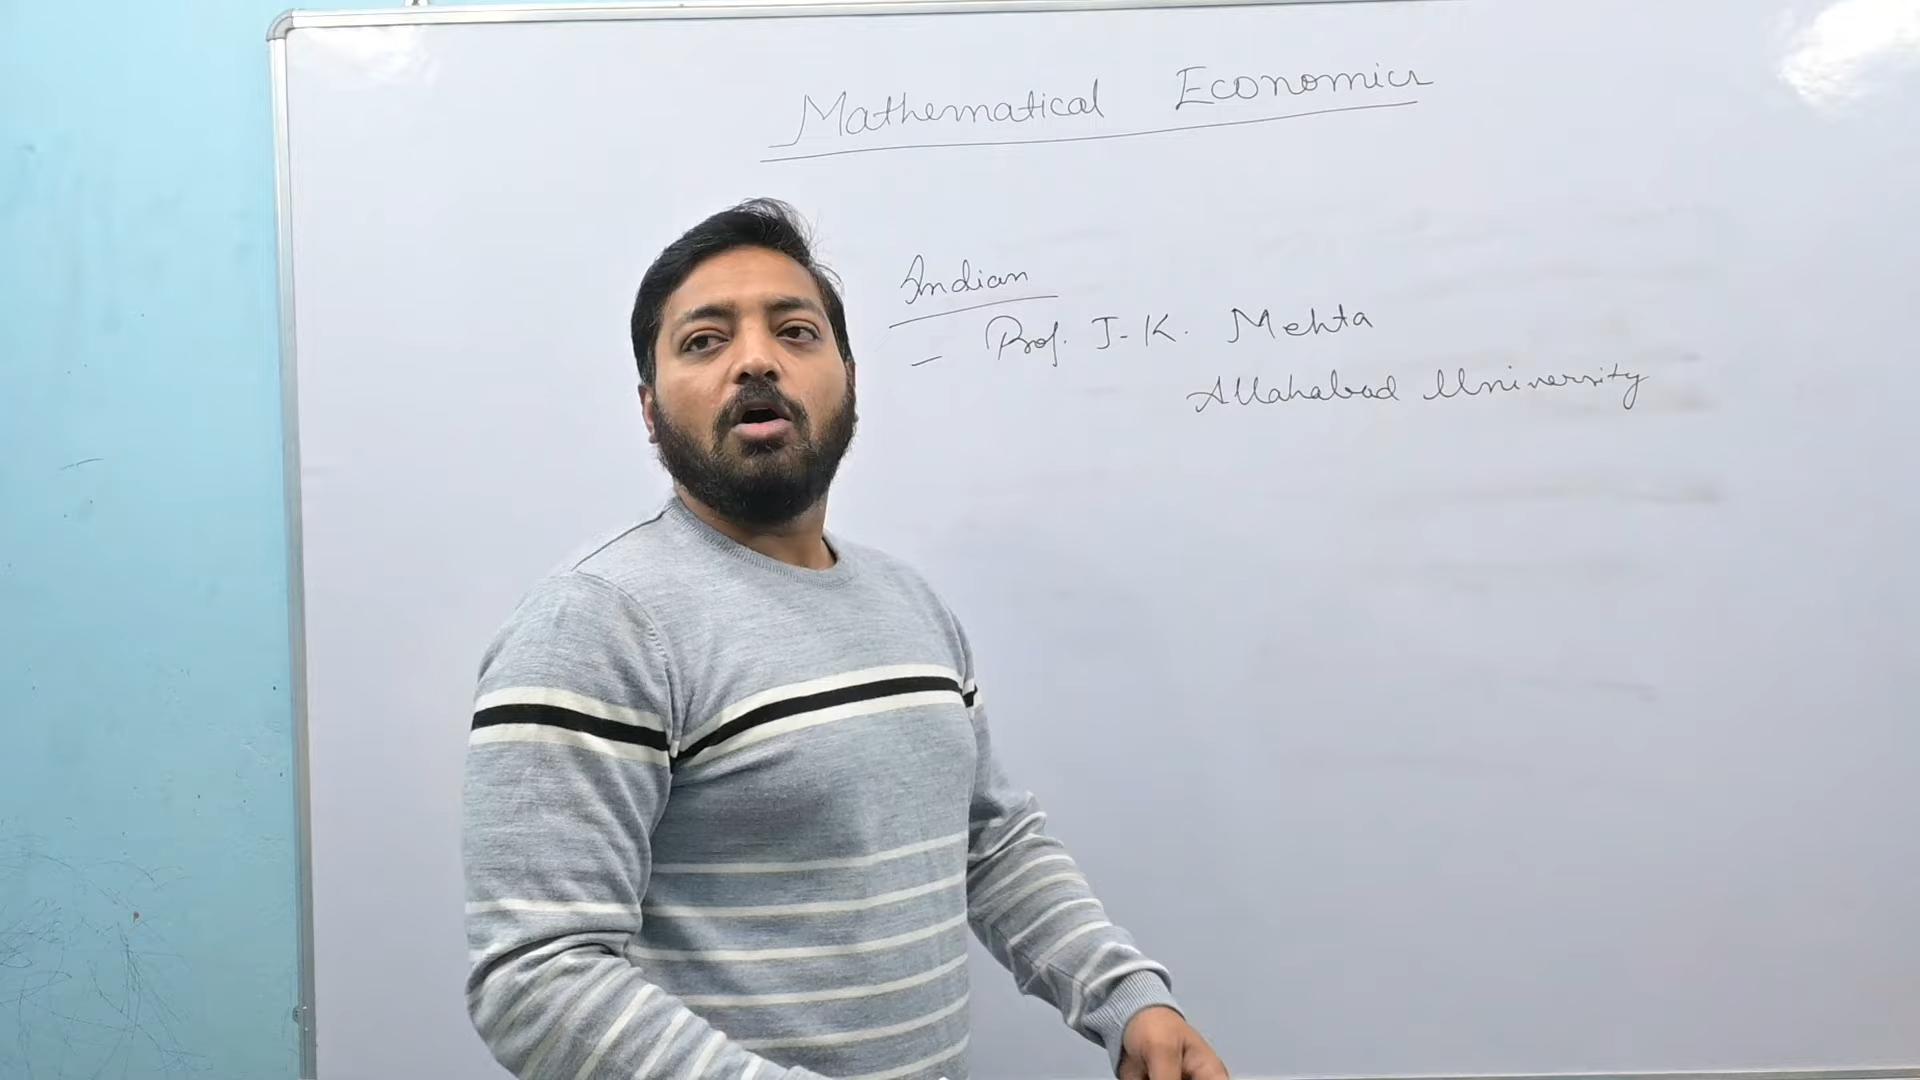 Mathematical Economics
Indian
- Prof. J-K. Mehta
Allahabad University